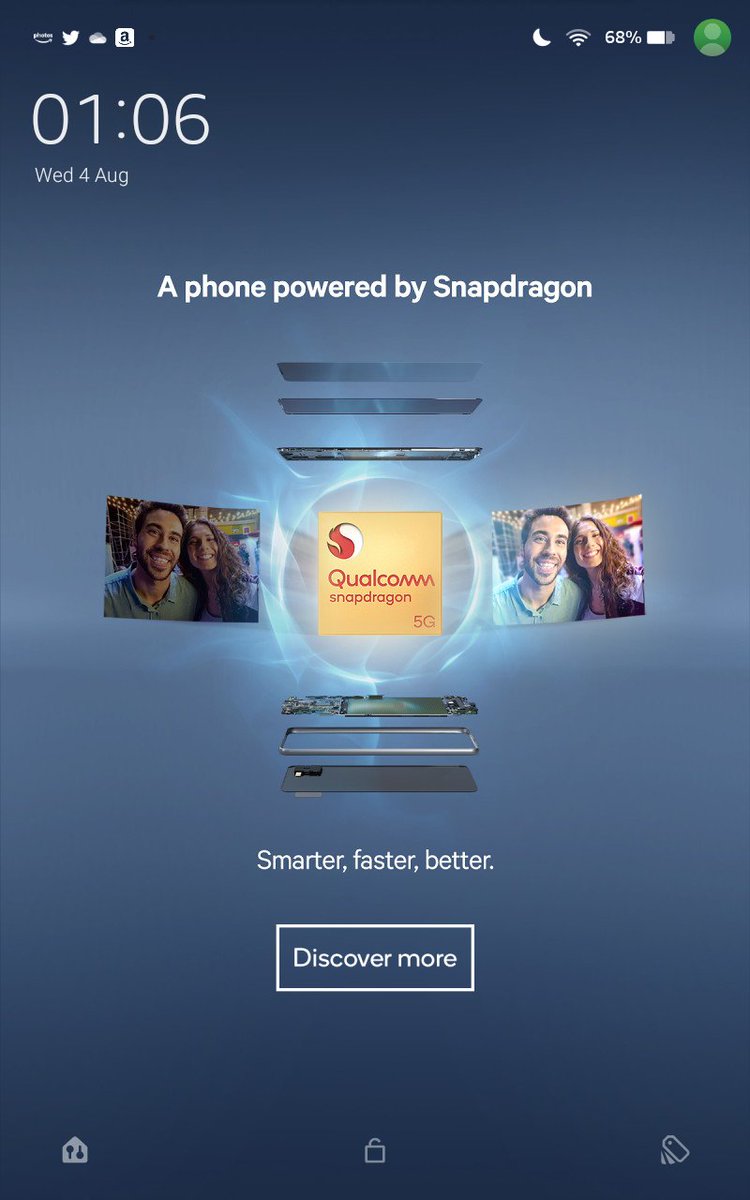 photos
a
68%
01:06
Wed 4 Aug
A phone powered by Snapdragon
Qualcomm
snapdragon
5G
Smarter, faster, better.
Discover more